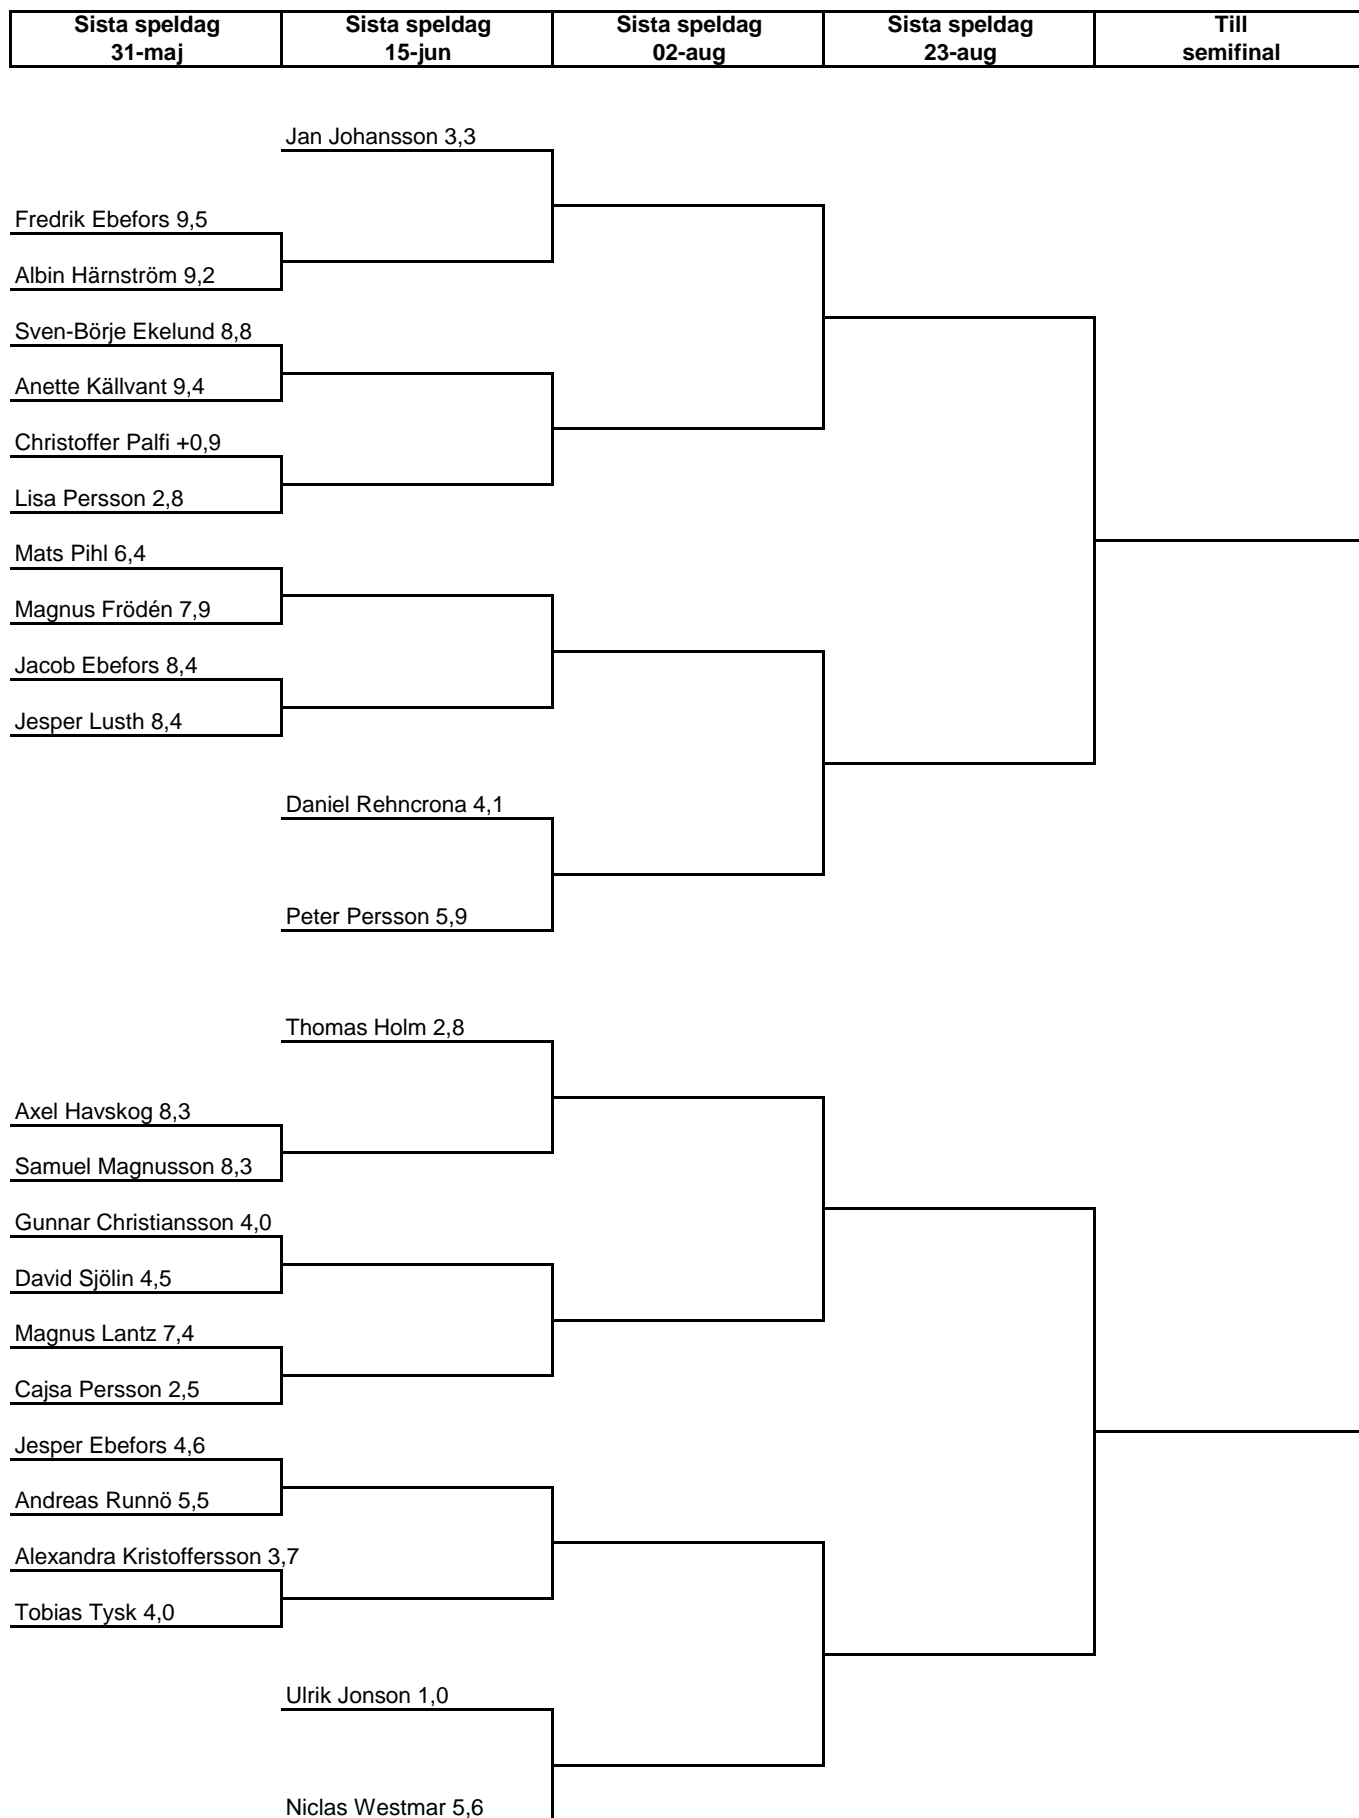 Sista speldag Sista speldag Sista speldag Sista speldag Till
31-maj 15-jun 02-aug 23-aug semifinal
Jan Johansson 3,3
Fredrik Ebefors 9,5
Albin Härnström 9,2
Sven-Börje Ekelund 8,8
Anette Källvant 9,4
Christoffer Palfi +0,9
Lisa Persson 2,8
Mats Pihl 6,4
Magnus Frödén 7,9
Jacob Ebefors 8,4
Jesper Lusth 8,4
Daniel Rehncrona 4,1
Peter Persson 5,9
Thomas Holm 2,8
Axel Havskog 8,3
Samuel Magnusson 8,3
Gunnar Christiansson 4,0
David Sjölin 4,5
Magnus Lantz 7,4
Cajsa Persson 2,5
Jesper Ebefors 4,6
Andreas Runnö 5,5
Alexandra Kristoffersson 3,7
Tobias Tysk 4,0
Ulrik Jonson 1,0
Niclas Westmar 5,6